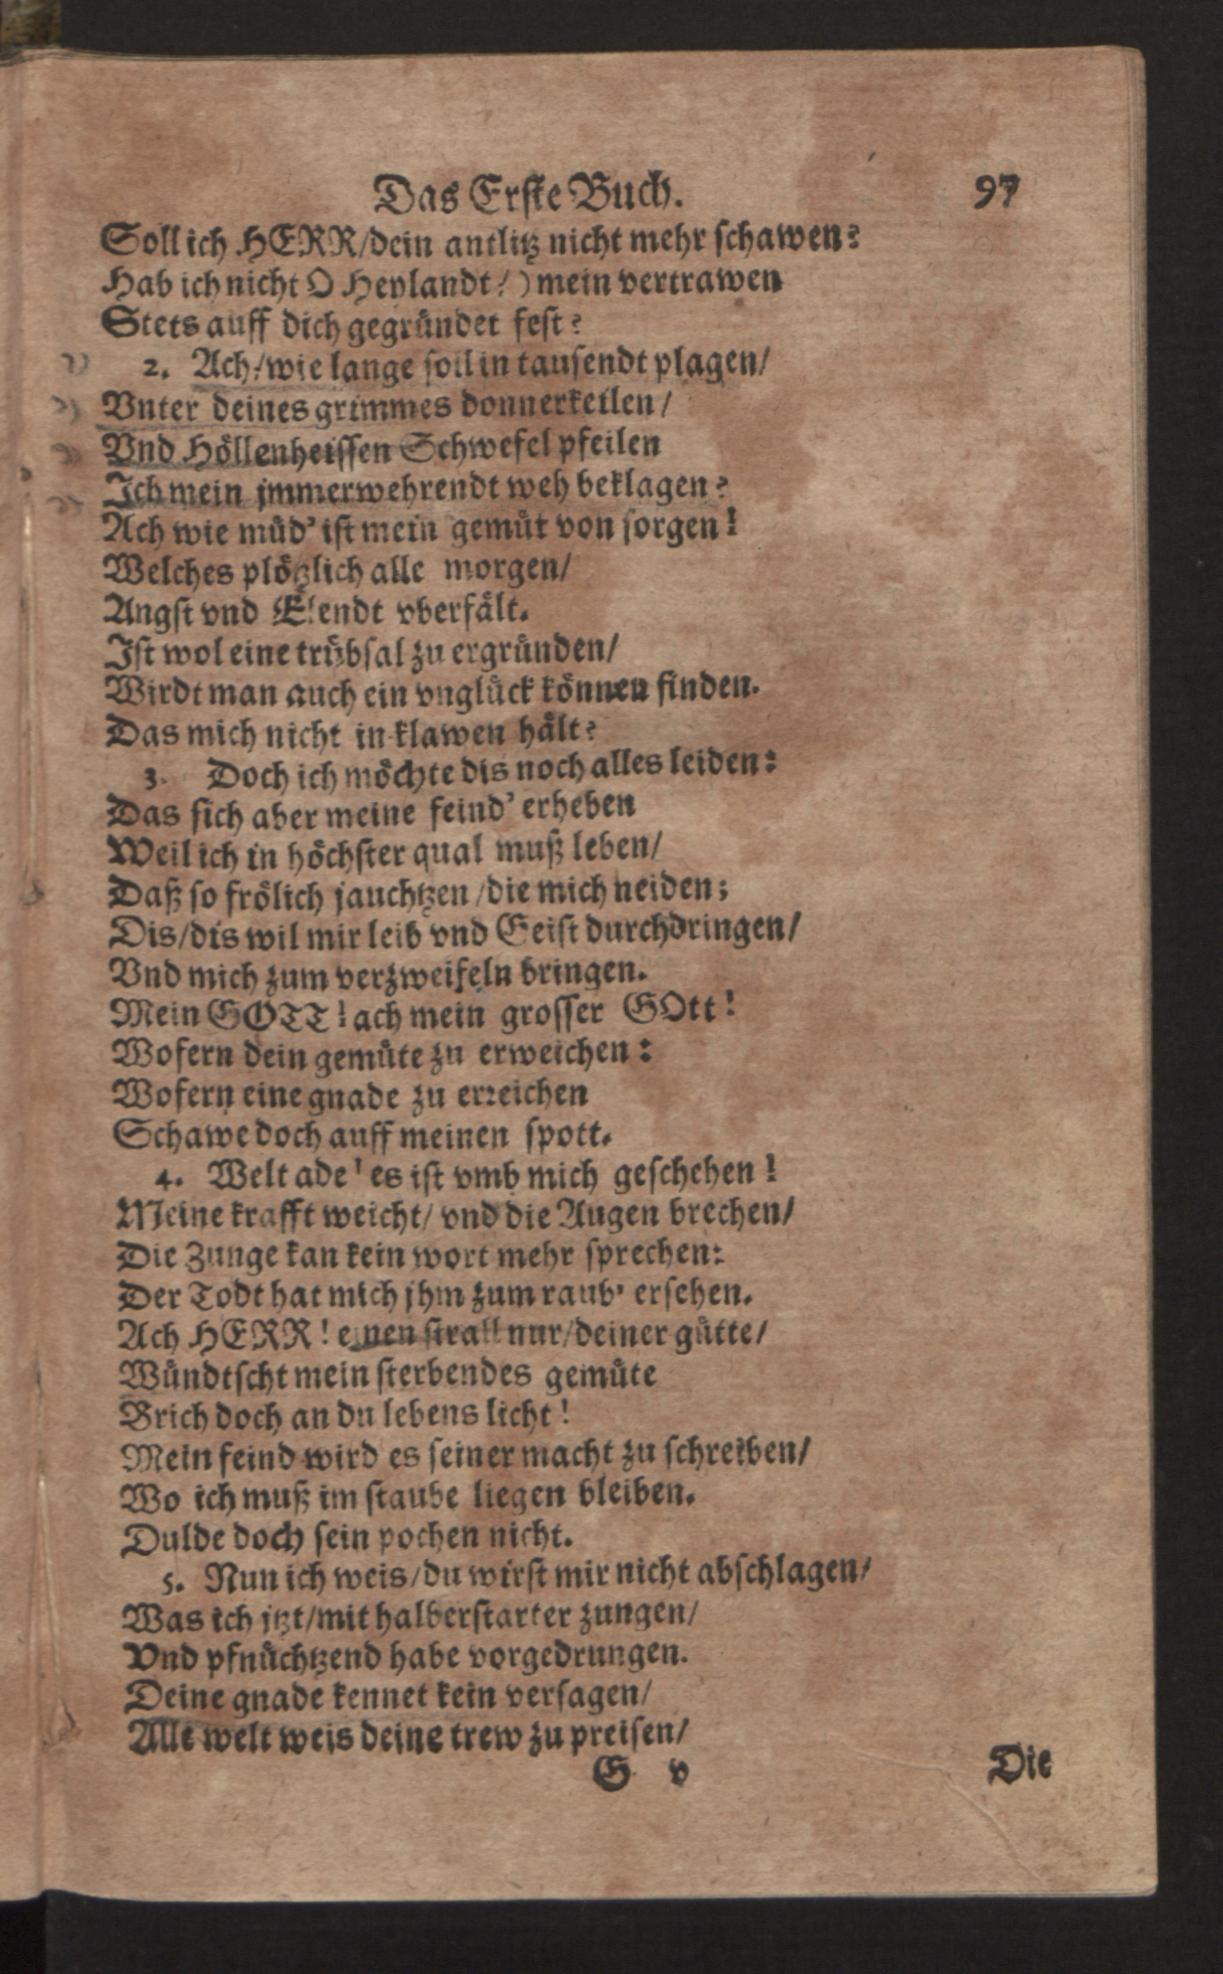 Das Erste Buch. 97
Soll ich HERR/dein antlitz nicht mehr schawen?
Hab ich nicht O Heylandt/) mein vertrawen
Stets auff dich gegründet fest?
2. Ach/wie lange soll in tausendt plagen/
Vnter deines grimmes donnerkeilen/
Vnd Höllenheissen Schwefel pfeilen
Ich mein jmmerwehrendt weh beklagen?
Ach wie müd' ist mein gemüt von sorgen!
Welches plötzlich alle morgen/
Angst vnd Elendt vberfält.
Ist wol eine trübsal zu ergründen/
Wirdt man auch ein vnglück können finden.
Das mich nicht in klawen hält?
3. Doch ich möchte dis noch alles leiden:
Das sich aber meine feind' erheben
Weil ich in höchster qual muß leben/
Daß so frölich jauchtzen/die mich neiden;
Dis/dis wil mir leib vnd Geist durchdringen/
Vnd mich zum verzweifeln bringen.
Mein GOTT! ach mein grosser GOtt!
Wofern dein gemüte zu erweichen:
Wofern eine gnade zu erreichen
Schawe doch auff meinen spott.
4. Welt ade! es ist vmb mich geschehen!
Meine krafft weicht/ vnd die Augen brechen/
Die Zunge kan kein wort mehr sprechen:
Der Todt hat mich jhm zum raub' ersehen.
Ach HERR! einen strall nur/deiner gütte/
Wündtscht mein sterbendes gemüte
Brich doch an du lebens licht!
Mein feind wird es seiner macht zu schreiben/
Wo ich muß im staube liegen bleiben.
Dulde doch sein pochen nicht.
5. Nun ich weis/du wirst mir nicht abschlagen/
Was ich jtzt/mit halberstarter zungen/
Vnd pfnüchtzend habe vorgedrungen.
Deine gnade kennet kein versagen/
Alle welt weis deine trew zu preisen/
G v Die